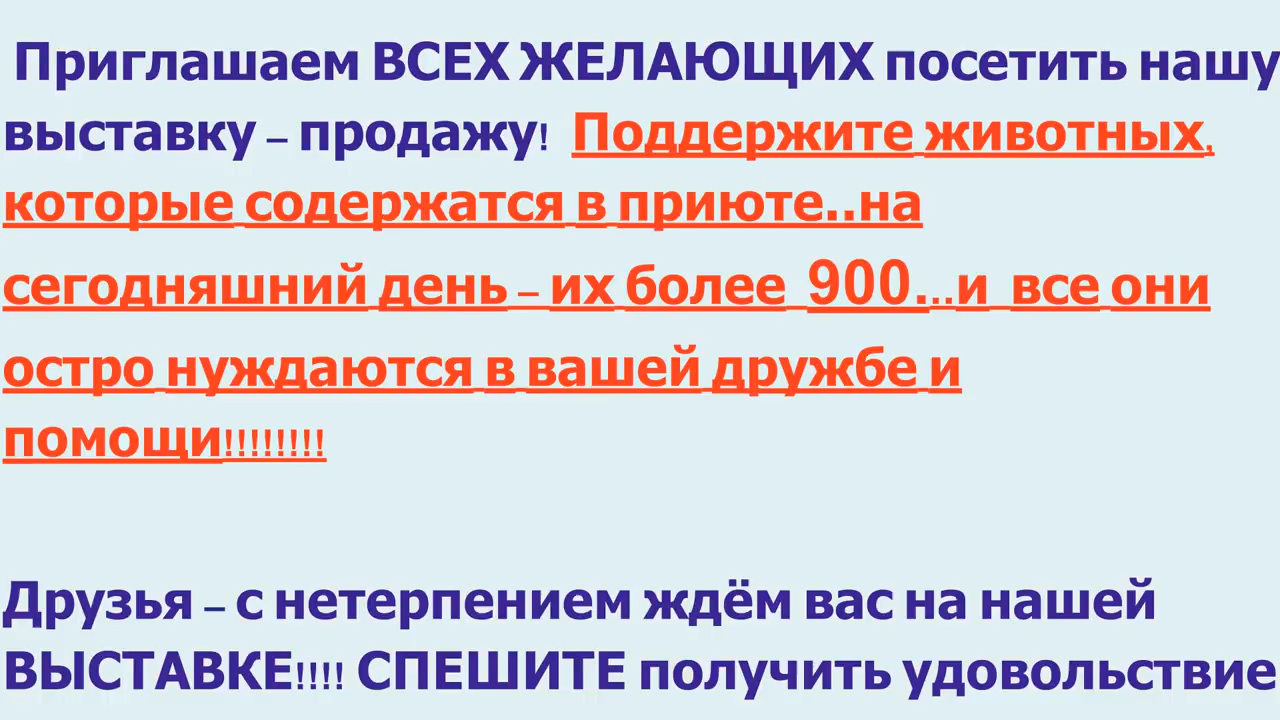 Приглашаем ВСЕХ ЖЕЛАЮЩИХ посетить нашу
выставку – продажу! Поддержите животных,
которые содержатся в приюте..на
сегодняшний день – их более 900...и все они
остро нуждаются в вашей дружбе и
помощи!!!!!!!!
Друзья – с нетерпением ждём вас на нашей
ВЫСТАВКЕ!!!! СПЕШИТЕ получить удовольствие